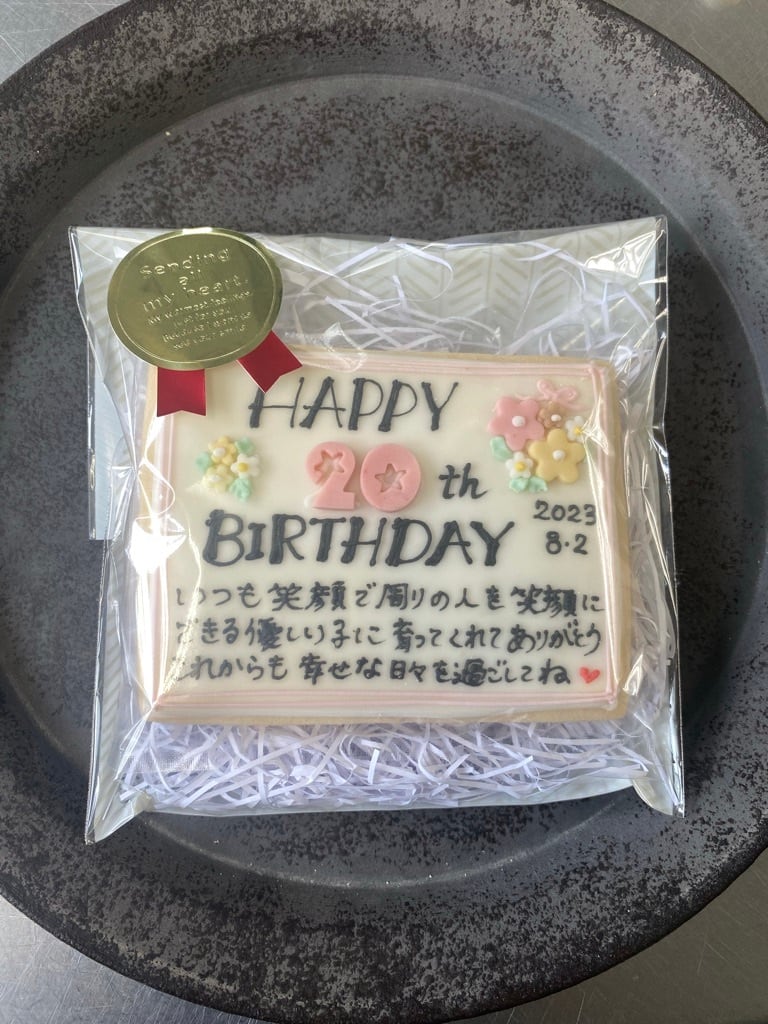 Sending
all
my heart.
HAPPY
20 th
BIRTHDAY
2023
8.2
いつも 笑顔で周りの人を 笑顔に
できる優しい子に 育ってくれてありがとう
これからも 幸せな日々を過ごしてね